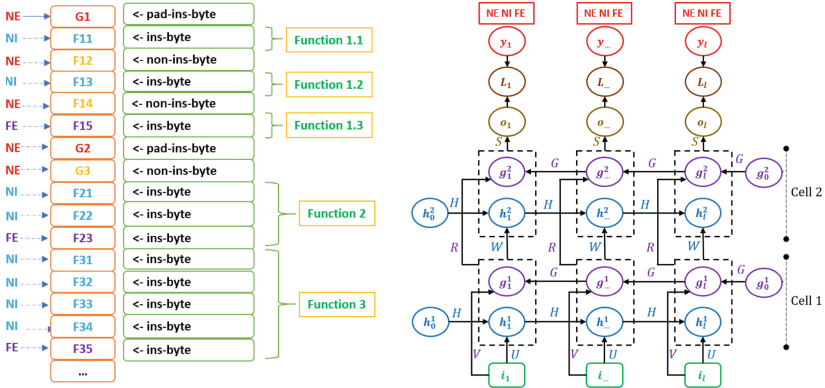 NE G1 <- pad-ins-byte
NI F11 <- ins-byte
Function 1.1
NE F12 <- non-ins-byte
NI F13 <- ins-byte
Function 1.2
NE F14 <- non-ins-byte
FE F15 <- ins-byte
Function 1.3
NE G2 <- pad-ins-byte
NE G3 <- non-ins-byte
NI F21 <- ins-byte
NI F22 <- ins-byte
Function 2
FE F23 <- ins-byte
NI F31 <- ins-byte
NI F32 <- ins-byte
NI F33 <- ins-byte
Function 3
NI F34 <- ins-byte
FE F35 <- ins-byte
...
NE NI FE NE NI FE NE NI FE
y₁ y... yₗ
L₁ L... Lₗ
o₁ o... oₗ
S S S
G G G
g₁² g...² gₗ² g₀²
Cell 2
H H H
h₀² h₁² h...² hₗ²
R W R W R W
G G G
g₁¹ g...¹ gₗ¹ g₀¹
Cell 1
H H H
h₀¹ h₁¹ h...¹ hₗ¹
V U V U V U
i₁ i... iₗ